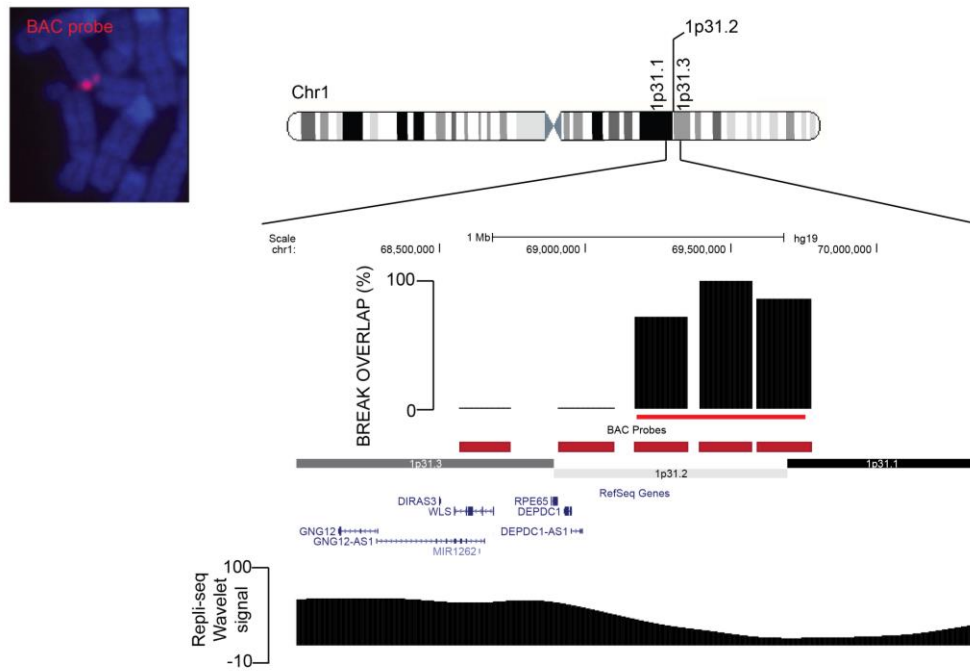 BAC probe
1p31.2
1p31.1
1p31.3
Chr1
Scale
chr1:
1 Mb
hg19
68,500,000
69,000,000
69,500,000
70,000,000
BREAK OVERLAP (%)
100
0
BAC Probes
1p31.3
1p31.2
1p31.1
RefSeq Genes
DIRAS3
RPE65
WLS
DEPDC1
GNG12
DEPDC1-AS1
GNG12-AS1
MIR1262
Repli-seq
Wavelet
signal
100
-10